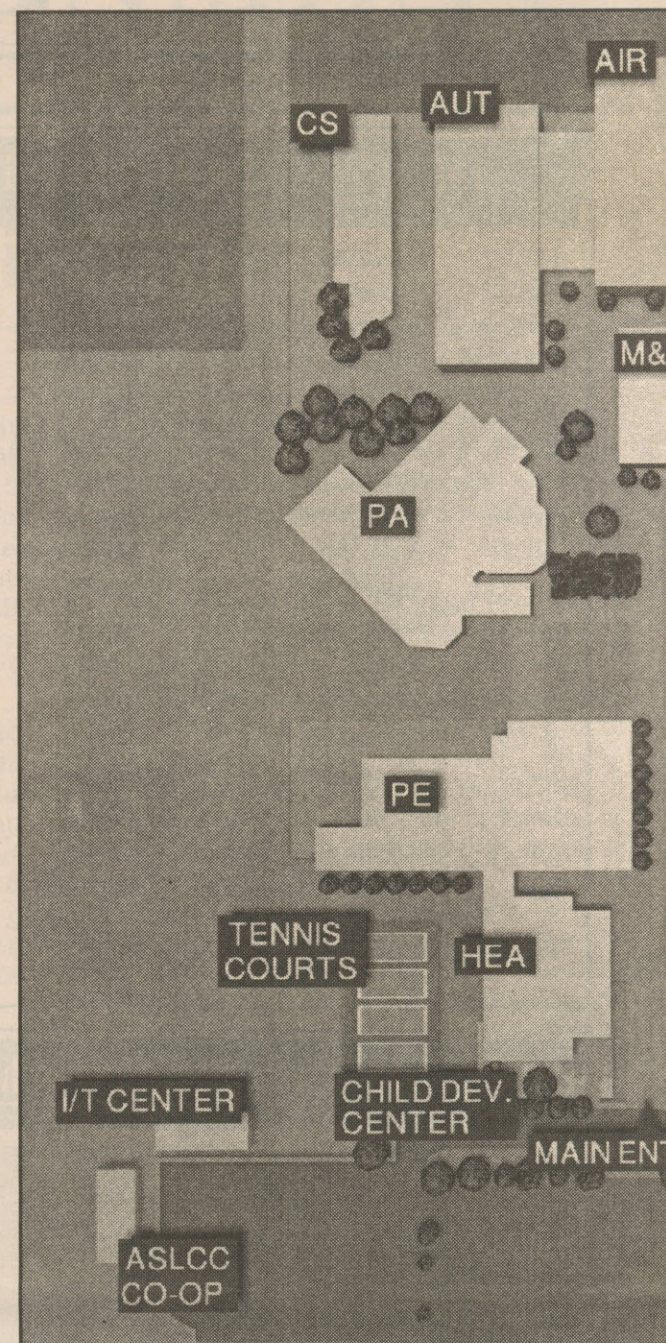 AIR
AUT
CS
M&
PA
PE
TENNIS
COURTS
HEA
I/T CENTER
CHILD DEV.
CENTER
MAIN ENT
ASLCC
CO-OP